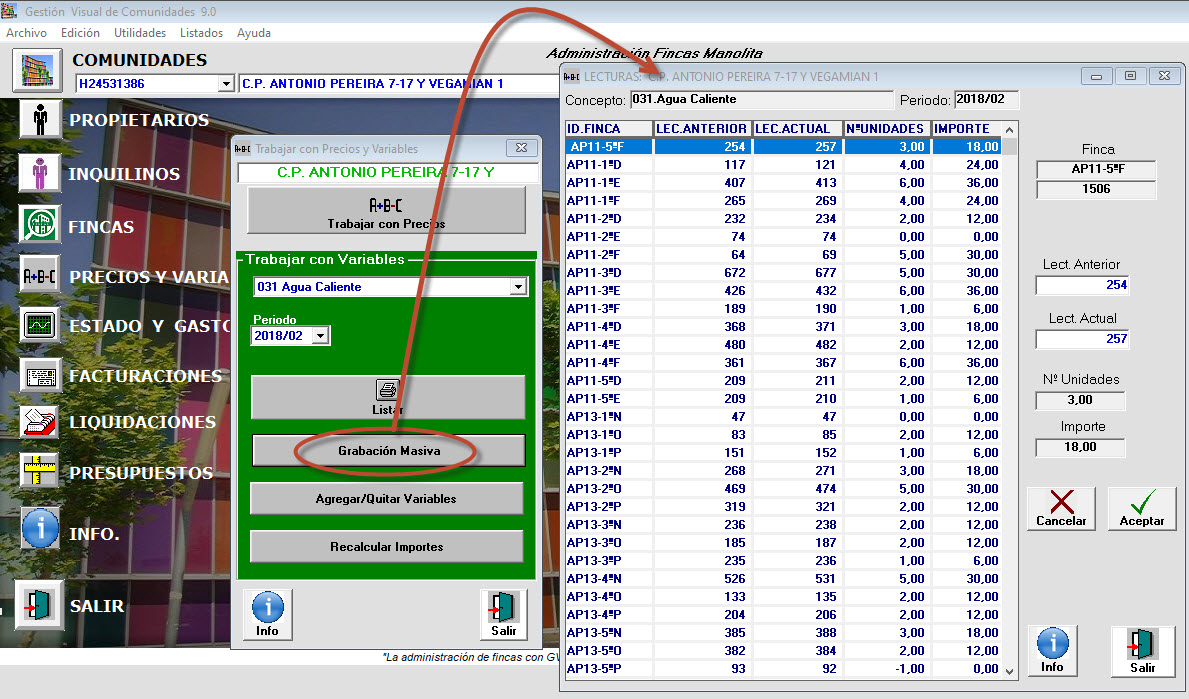 Gestión Visual de Comunidades 9.0
Archivo Edición Utilidades Listados Ayuda
COMUNIDADES
H24531386 C.P. ANTONIO PEREIRA 7-17 Y VEGAMIAN 1
Administración Fincas Manolita
PROPIETARIOS
INQUILINOS
FINCAS
A+B-C PRECIOS Y VARIA
ESTADO Y GASTO
FACTURACIONES
LIQUIDACIONES
PRESUPUESTOS
INFO.
SALIR
"La administración de fincas con GV
A+B-C Trabajar con Precios y Variables
C.P. ANTONIO PEREIRA 7-17 Y
A+B-C
Trabajar con Precios
Trabajar con Variables
031 Agua Caliente
Periodo
2018/02
Listar
Grabación Masiva
Agregar/Quitar Variables
Recalcular Importes
Info Salir
A+B-C LECTURAS: C.P. ANTONIO PEREIRA 7-17 Y VEGAMIAN 1
Concepto: 031.Agua Caliente Periodo: 2018/02
ID.FINCA LEC.ANTERIOR LEC.ACTUAL NºUNIDADES IMPORTE
AP11-5ºF 254 257 3,00 18,00
AP11-1ºD 117 121 4,00 24,00
AP11-1ºE 407 413 6,00 36,00
AP11-1ºF 265 269 4,00 24,00
AP11-2ºD 232 234 2,00 12,00
AP11-2ºE 74 74 0,00 0,00
AP11-2ºF 64 69 5,00 30,00
AP11-3ºD 672 677 5,00 30,00
AP11-3ºE 426 432 6,00 36,00
AP11-3ºF 189 190 1,00 6,00
AP11-4ºD 368 371 3,00 18,00
AP11-4ºE 480 482 2,00 12,00
AP11-4ºF 361 367 6,00 36,00
AP11-5ºD 209 211 2,00 12,00
AP11-5ºE 209 210 1,00 6,00
AP13-1ºN 47 47 0,00 0,00
AP13-1ºO 83 85 2,00 12,00
AP13-1ºP 151 152 1,00 6,00
AP13-2ºN 268 271 3,00 18,00
AP13-2ºO 469 474 5,00 30,00
AP13-2ºP 319 321 2,00 12,00
AP13-3ºN 236 238 2,00 12,00
AP13-3ºO 185 187 2,00 12,00
AP13-3ºP 235 236 1,00 6,00
AP13-4ºN 526 531 5,00 30,00
AP13-4ºO 133 135 2,00 12,00
AP13-4ºP 204 206 2,00 12,00
AP13-5ºN 385 388 3,00 18,00
AP13-5ºO 382 384 2,00 12,00
AP13-5ºP 93 92 -1,00 0,00
Finca
AP11-5ºF
1506
Lect. Anterior
254
Lect. Actual
257
Nº Unidades
3,00
Importe
18,00
Cancelar Aceptar
Info Salir